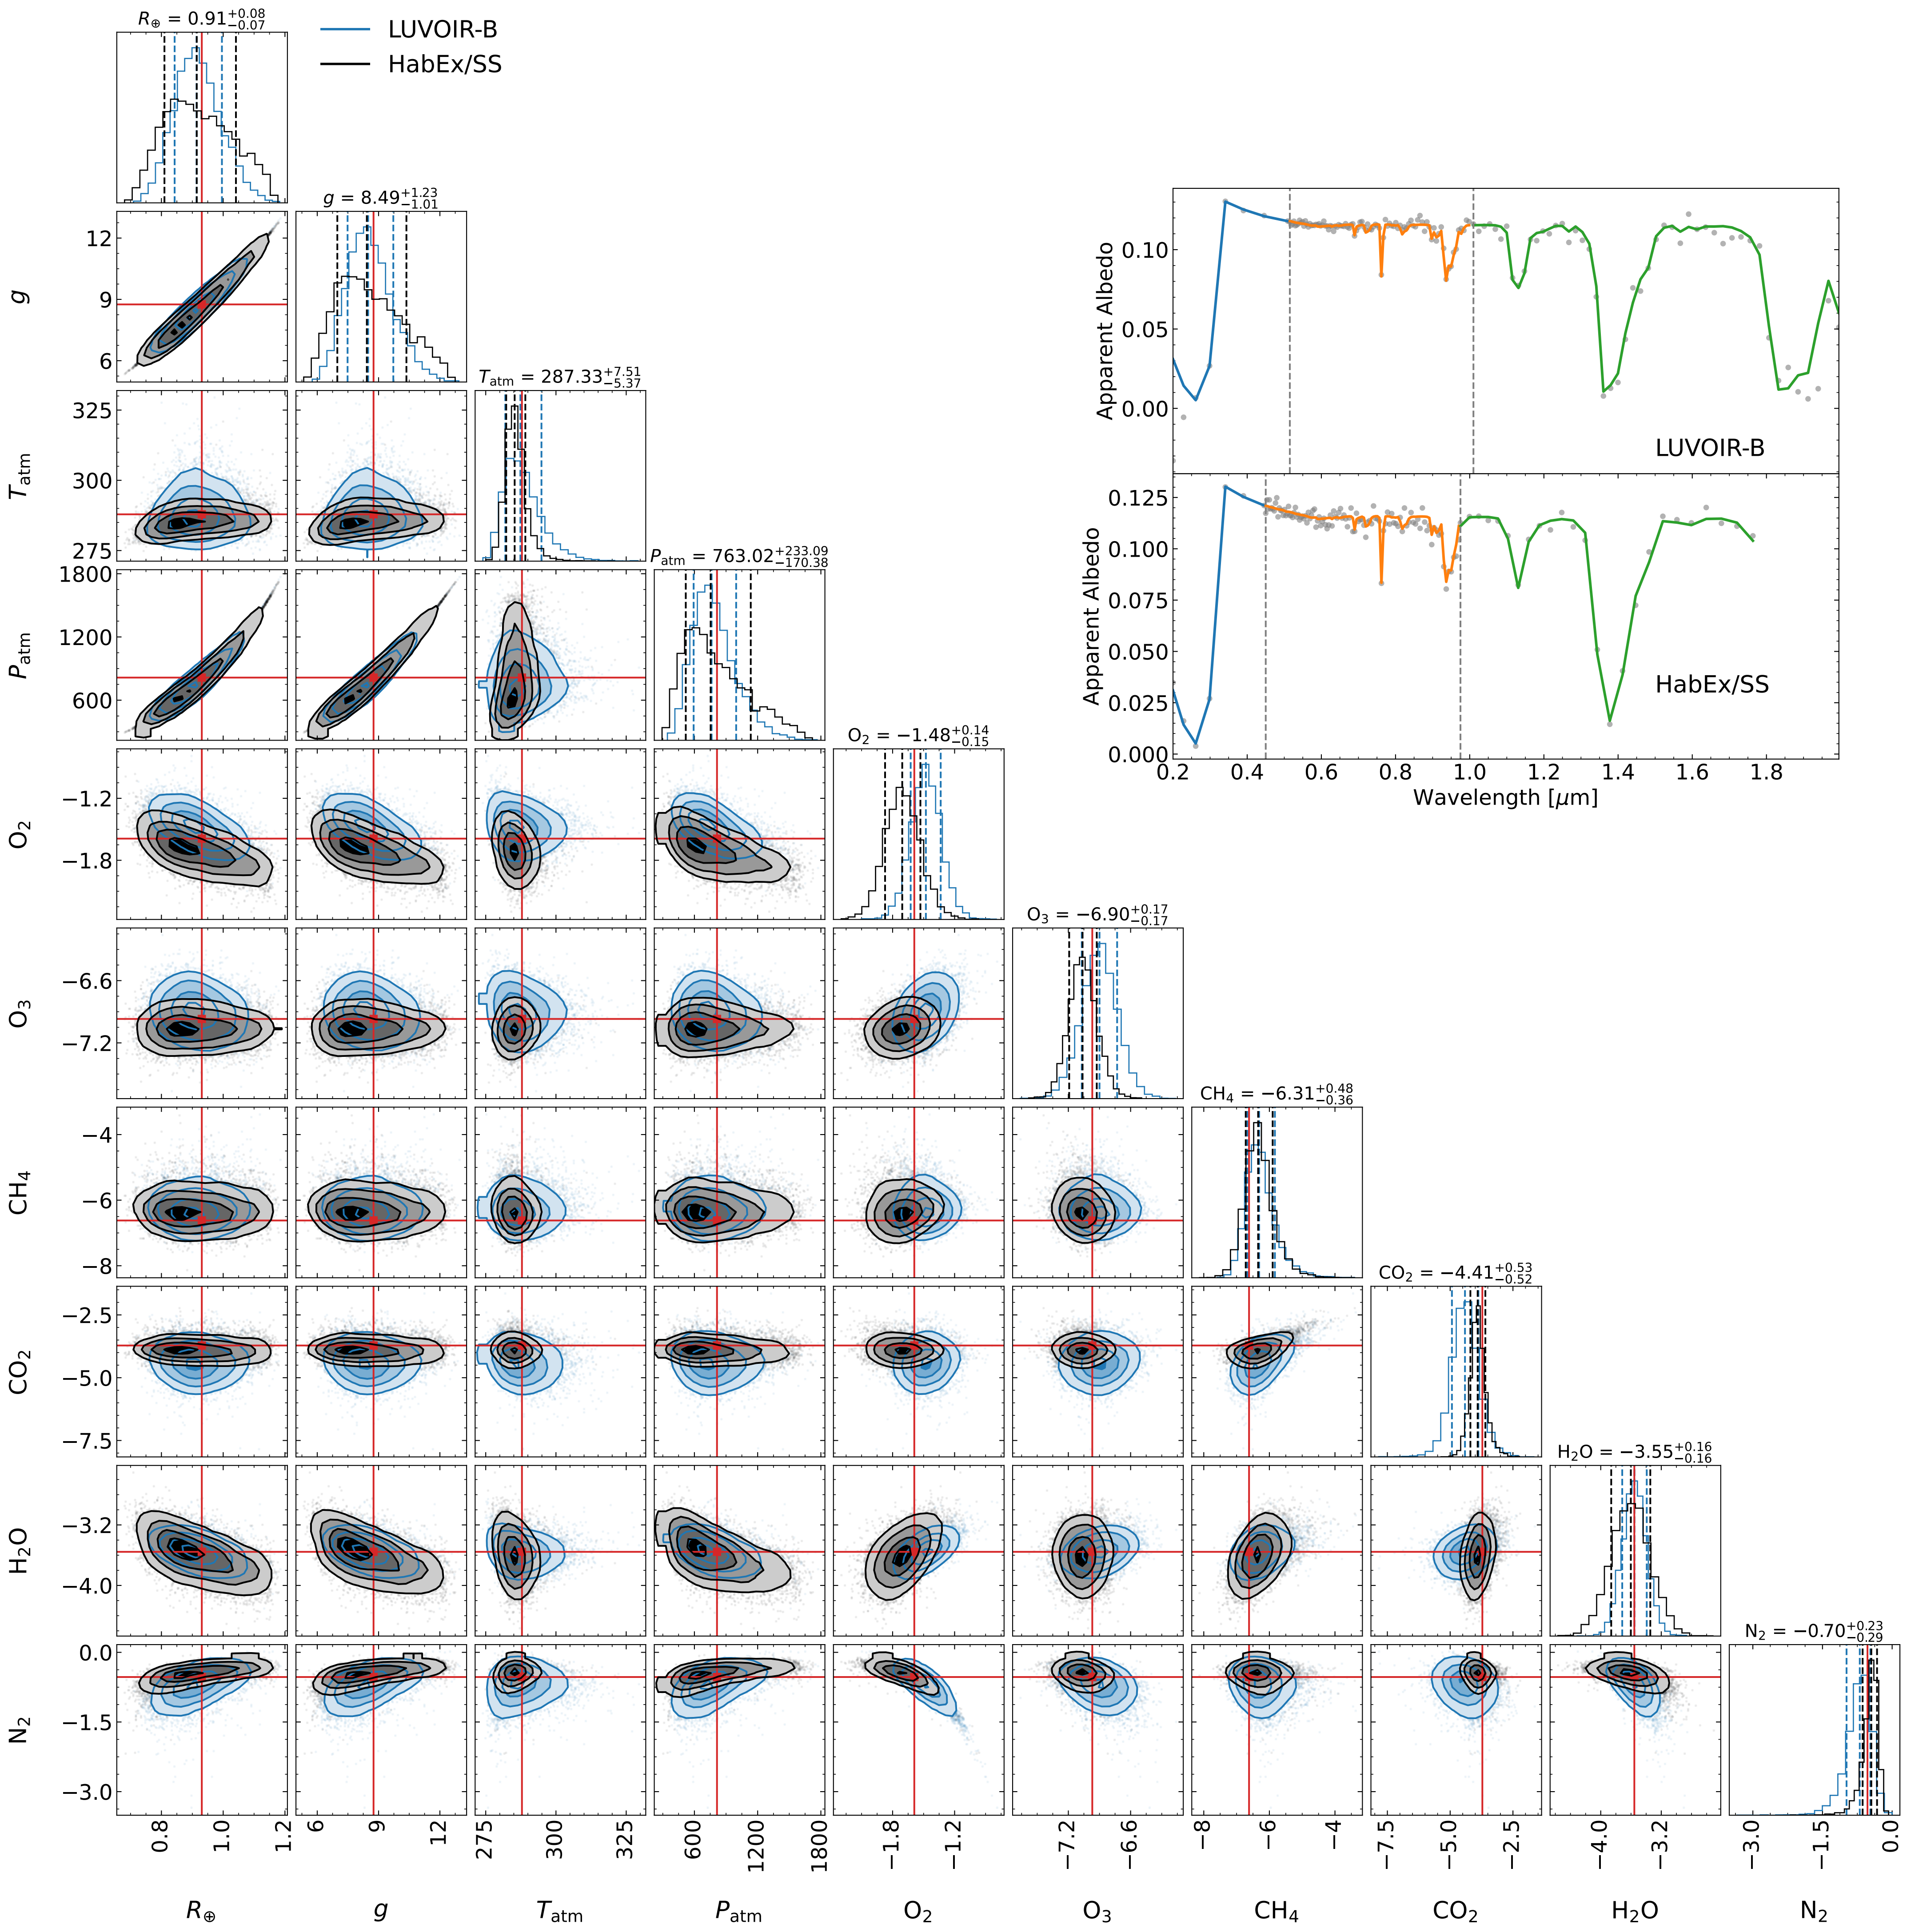 R⊕ = 0.91+0.08−0.07
LUVOIR-B
HabEx/SS
g = 8.49+1.23−1.01
12
9
6
g
Tatm = 287.33+7.51−5.37
325
300
275
Tatm
Patm = 763.02+233.09−170.38
1800
1200
600
Patm
0.10
0.05
0.00
Apparent Albedo
LUVOIR-B
0.125
0.100
0.075
0.050
0.025
0.000
Apparent Albedo
HabEx/SS
0.2 0.4 0.6 0.8 1.0 1.2 1.4 1.6 1.8
Wavelength [μm]
O2 = −1.48+0.14−0.15
−1.2
−1.8
O2
O3 = −6.90+0.17−0.17
−6.6
−7.2
O3
CH4 = −6.31+0.48−0.36
−4
−6
−8
CH4
CO2 = −4.41+0.53−0.52
−2.5
−5.0
−7.5
CO2
H2O = −3.55+0.16−0.16
−3.2
−4.0
H2O
N2 = −0.70+0.23−0.29
0.0
−1.5
−3.0
N2
0.8 1.0 1.2 6 9 12 275 300 325 600 1200 1800 −1.8 −1.2 −7.2 −6.6 −8 −6 −4 −7.5 −5.0 −2.5 −4.0 −3.2 −3.0 −1.5 0.0
R⊕ g Tatm Patm O2 O3 CH4 CO2 H2O N2